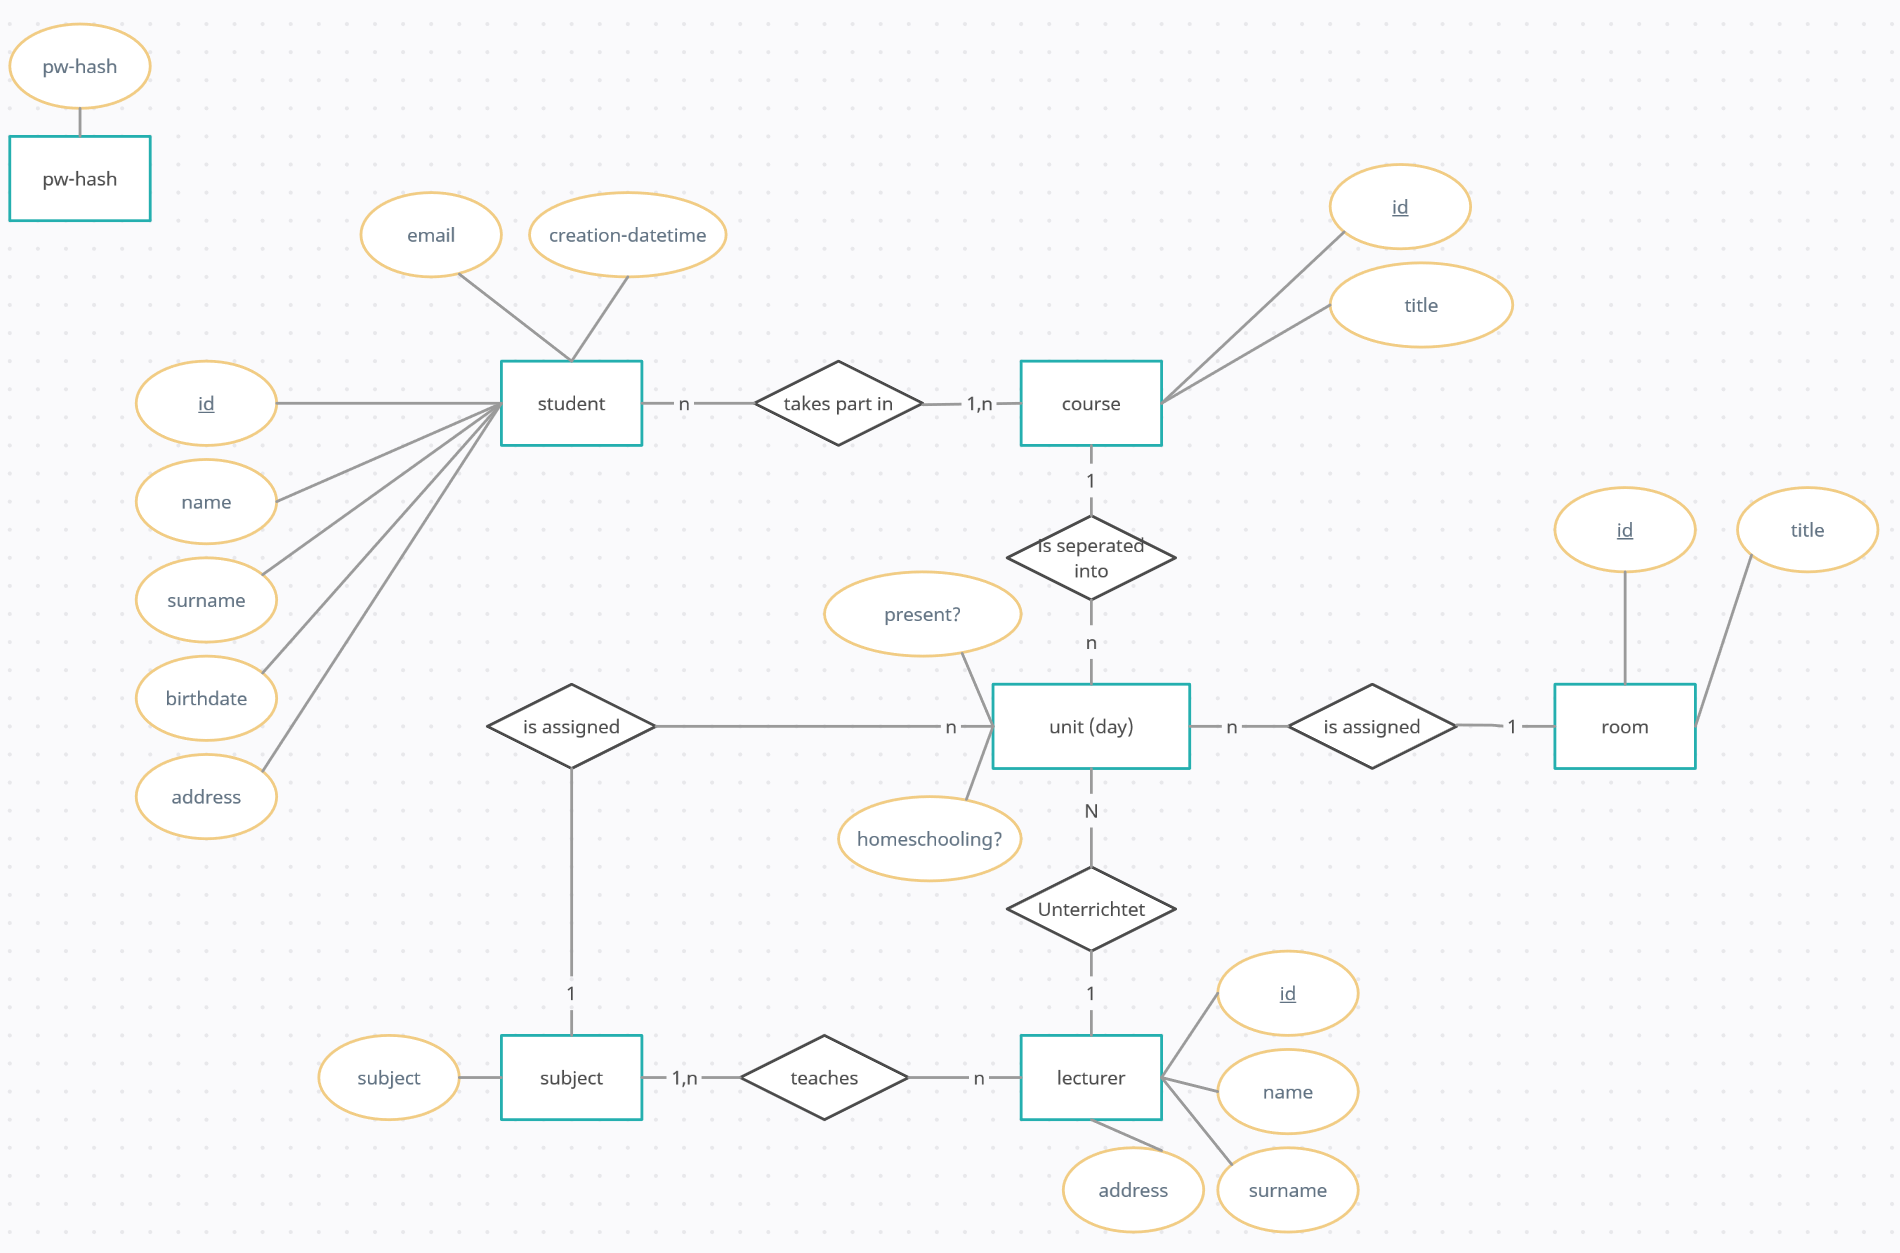 pw-hash
pw-hash
email
creation-datetime
id
title
id
student
n
takes part in
1,n
course
name
1
surname
is seperated
into
id
title
present?
n
birthdate
is assigned
n
unit (day)
n
is assigned
1
room
address
N
homeschooling?
Unterrichtet
1
1
id
subject
subject
1,n
teaches
n
lecturer
name
address
surname